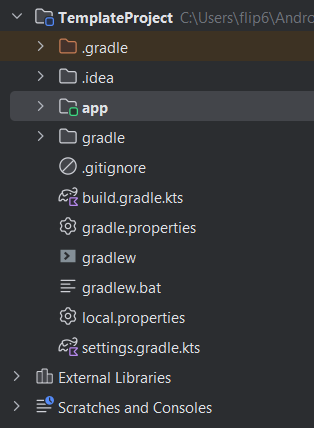 TemplateProject C:\Users\flip6\Andro
.gradle
.idea
app
gradle
.gitignore
build.gradle.kts
gradle.properties
gradlew
gradlew.bat
local.properties
settings.gradle.kts
External Libraries
Scratches and Consoles